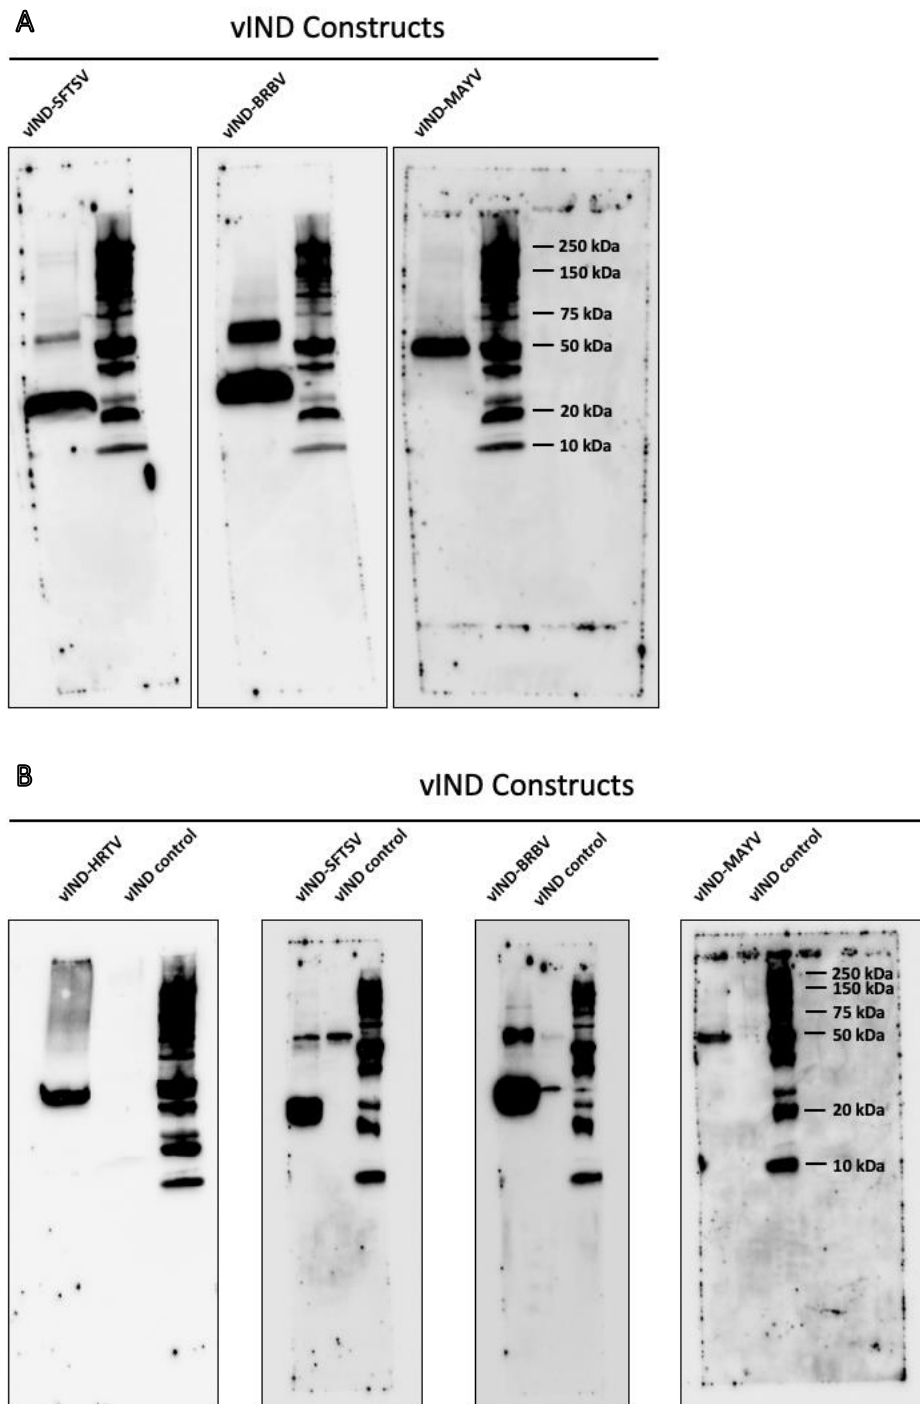 A
vIND Constructs
vIND-SFTSV
vIND-BRBV
vIND-MAYV
250 kDa
150 kDa
75 kDa
50 kDa
20 kDa
10 kDa
B
vIND Constructs
vIND-HRTV
vIND control
vIND-SFTSV
vIND control
vIND-BRBV
vIND control
vIND-MAYV
vIND control
250 kDa
150 kDa
75 kDa
50 kDa
20 kDa
10 kDa